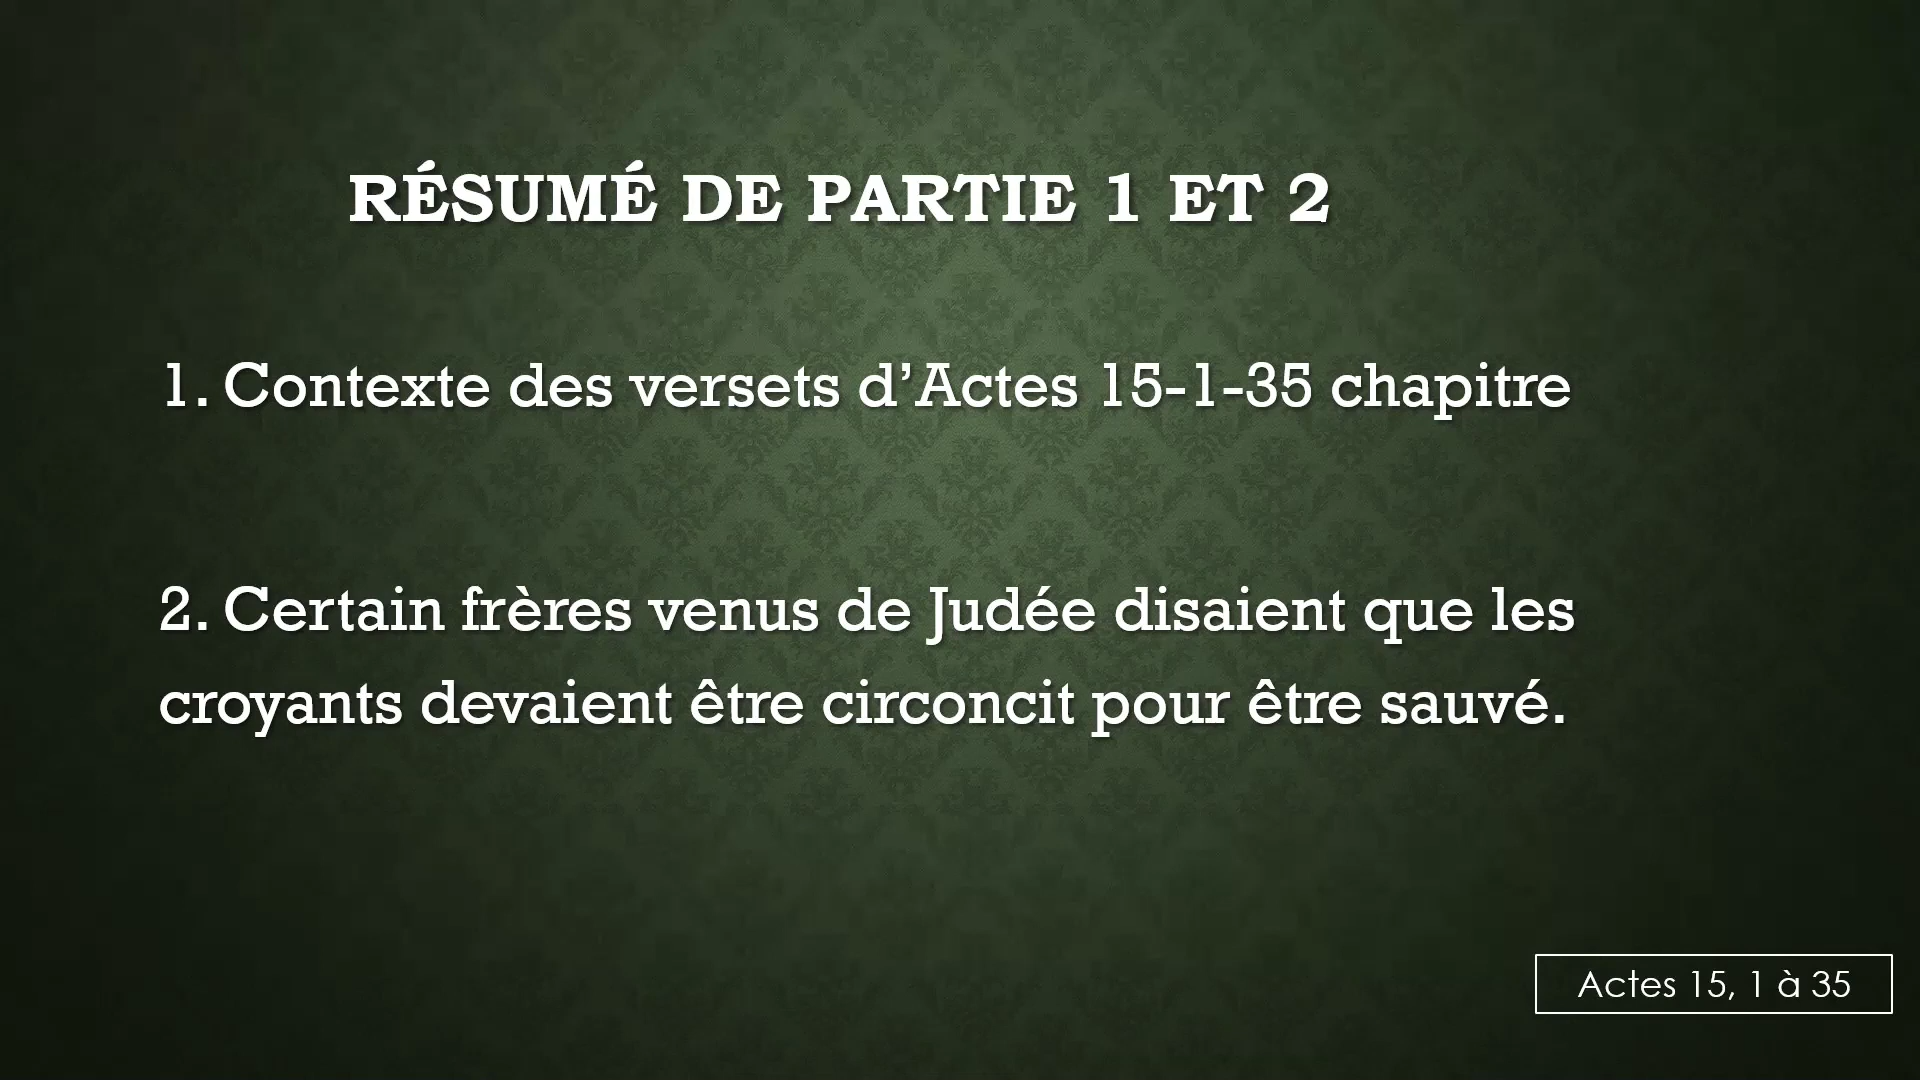 RÉSUMÉ DE PARTIE 1 ET 2
1. Contexte des versets d’Actes 15-1-35 chapitre
2. Certain frères venus de Judée disaient que les
croyants devaient être circoncit pour être sauvé.
Actes 15, 1 à 35